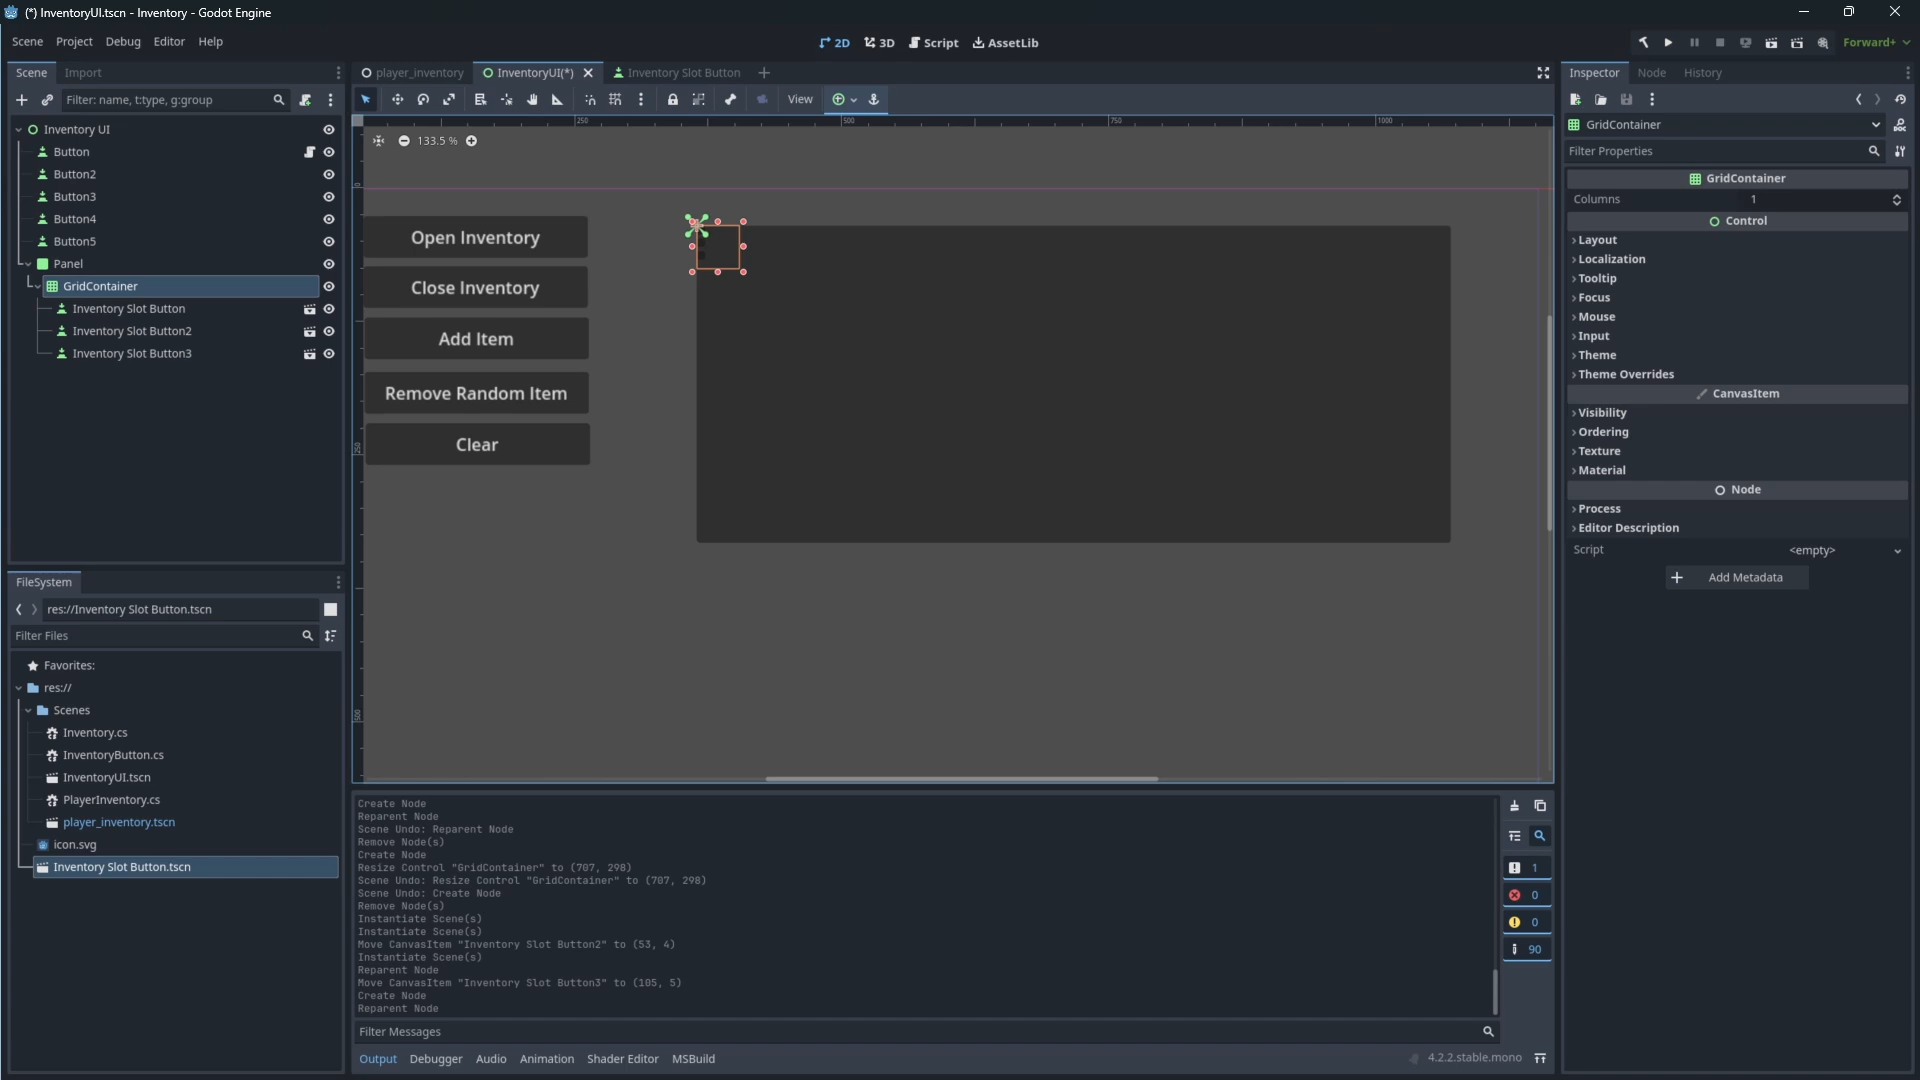 (*) InventoryUI.tscn - Inventory - Godot Engine
Scene Project Debug Editor Help
2D 3D Script AssetLib
Forward+
Scene Import
player_inventory InventoryUI(*) Inventory Slot Button
Inspector Node History
Filter: name, t:type, g:group
View
GridContainer
Filter Properties
Inventory UI
Button
Button2
Button3
Button4
Button5
Panel
GridContainer
Inventory Slot Button
Inventory Slot Button2
Inventory Slot Button3
250 500 750 1000
0
250
500
133.5 %
Open Inventory
Close Inventory
Add Item
Remove Random Item
Clear
GridContainer
Columns 1
Control
Layout
Localization
Tooltip
Focus
Mouse
Input
Theme
Theme Overrides
CanvasItem
Visibility
Ordering
Texture
Material
Node
Process
Editor Description
Script <empty>
Add Metadata
FileSystem
res://Inventory Slot Button.tscn
Filter Files
Favorites:
res://
Scenes
Inventory.cs
InventoryButton.cs
InventoryUI.tscn
PlayerInventory.cs
player_inventory.tscn
icon.svg
Inventory Slot Button.tscn
Create Node
Reparent Node
Scene Undo: Reparent Node
Remove Node(s)
Create Node
Resize Control "GridContainer" to (707, 298)
Scene Undo: Resize Control "GridContainer" to (707, 298)
Scene Undo: Create Node
Remove Node(s)
Instantiate Scene(s)
Instantiate Scene(s)
Move CanvasItem "Inventory Slot Button2" to (53, 4)
Instantiate Scene(s)
Reparent Node
Move CanvasItem "Inventory Slot Button3" to (105, 5)
Create Node
Reparent Node
1
0
0
90
Filter Messages
Output Debugger Audio Animation Shader Editor MSBuild
4.2.2.stable.mono